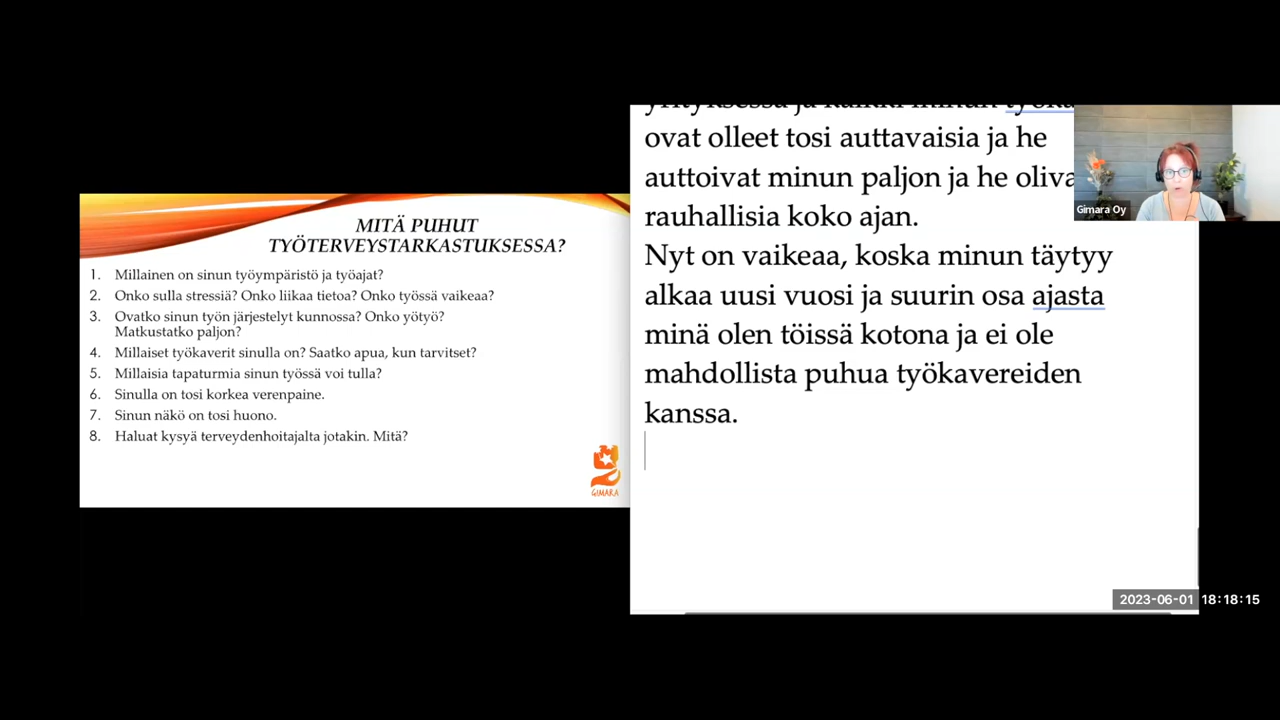 MITÄ PUHUT
TYÖTERVEYSTARKASTUKSESSA?
1. Millainen on sinun työympäristö ja työajat?
2. Onko sulla stressiä? Onko liikaa tietoa? Onko työssä vaikeaa?
3. Ovatko sinun työn järjestelyt kunnossa? Onko yötyö?
Matkustatko paljon?
4. Millaiset työkaverit sinulla on? Saatko apua, kun tarvitset?
5. Millaisia tapaturmia sinun työssä voi tulla?
6. Sinulla on tosi korkea verenpaine.
7. Sinun näkö on tosi huono.
8. Haluat kysyä terveydenhoitajalta jotakin. Mitä?
GIMARA
ja kaikki minun
ovat olleet tosi auttavaisia ja he
auttoivat minun paljon ja he
rauhallisia koko ajan.
Nyt on vaikeaa, koska minun täytyy
alkaa uusi vuosi ja suurin osa ajasta
minä olen töissä kotona ja ei ole
mahdollista puhua työkavereiden
kanssa.
Gimara Oy
2023-06-01 18:18:15